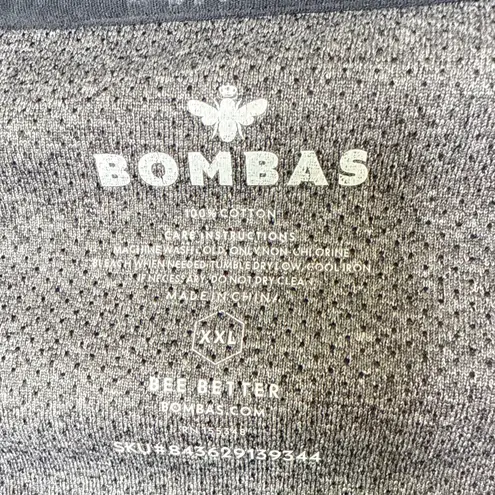 BOMBAS
100% COTTON
CARE INSTRUCTIONS
MACHINE WASH COLD ONLY NON-CHLORINE
BLEACH WHEN NEEDED TUMBLE DRY LOW COOL IRON
IF NECESSARY DO NOT DRY CLEAN
MADE IN CHINA
XXL
BEE BETTER
BOMBAS.COM
SKU# 843629139344